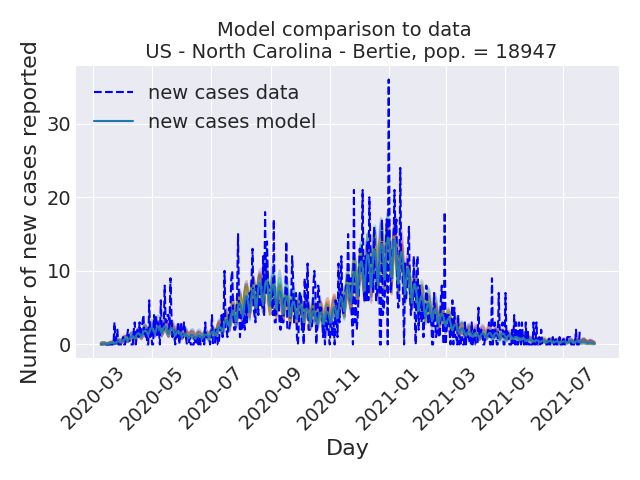 Model comparison to data
US - North Carolina - Bertie, pop. = 18947
Number of new cases reported
new cases data
new cases model
30
20
10
0
2020-03
2020-05
2020-07
2020-09
2020-11
2021-01
2021-03
2021-05
2021-07
Day